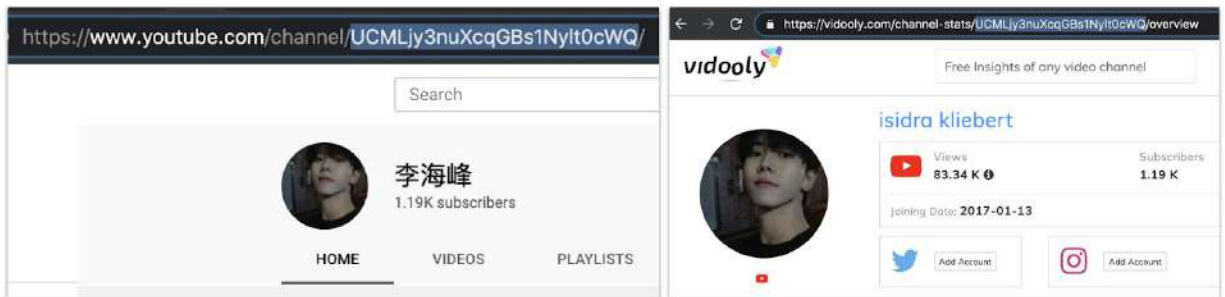 https://www.youtube.com/channel/UCMLjy3nuXcqGBs1Nylt0cWQ/
Search
李海峰
1.19K subscribers
HOME VIDEOS PLAYLISTS
https://vidooly.com/channel-stats/UCMLjy3nuXcqGBs1Nylt0cWQ/overview
vidooly
Free Insights of any video channel
isidra kliebert
Views Subscribers
83.34 K 1.19 K
Joining Date: 2017-01-13
Add Account Add Account